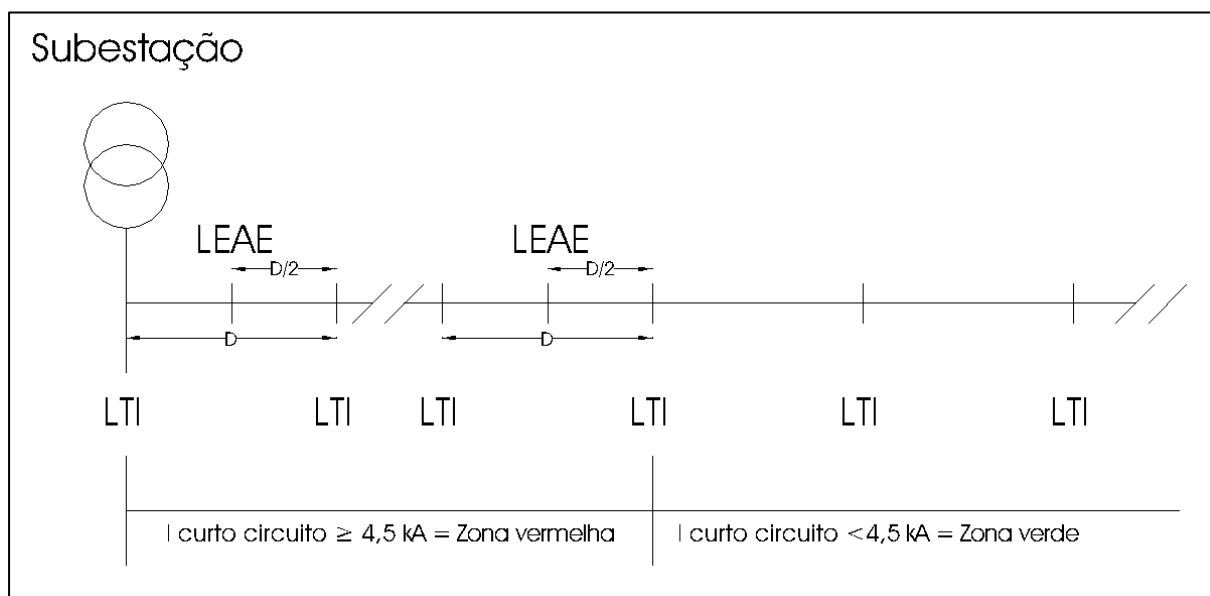 Subestação
LEAE
LEAE
D/2
D/2
D
D
LTI
LTI
LTI
LTI
LTI
LTI
I curto circuito ≥ 4,5 kA = Zona vermelha
I curto circuito <4,5 kA = Zona verde